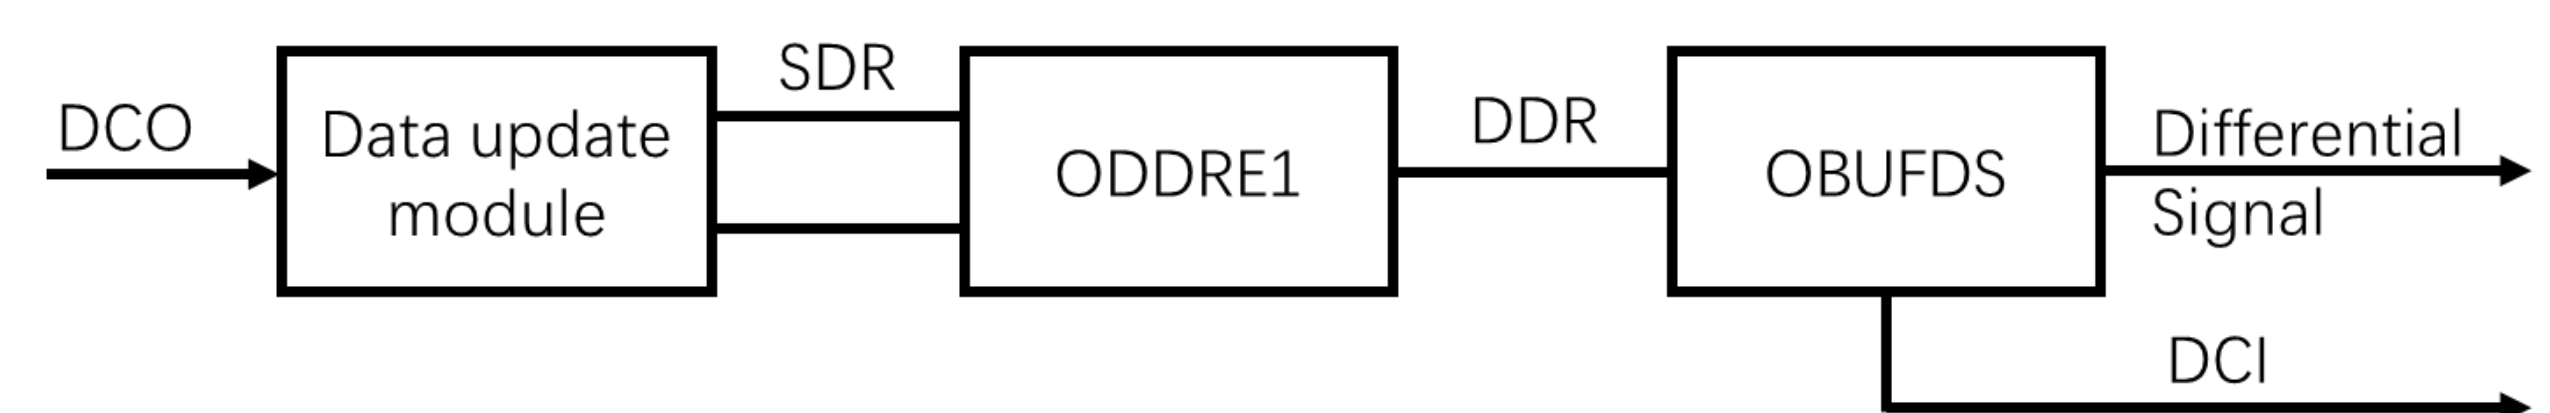 DCO
Data update
module
SDR
ODDRE1
DDR
OBUFDS
Differential
Signal
DCI